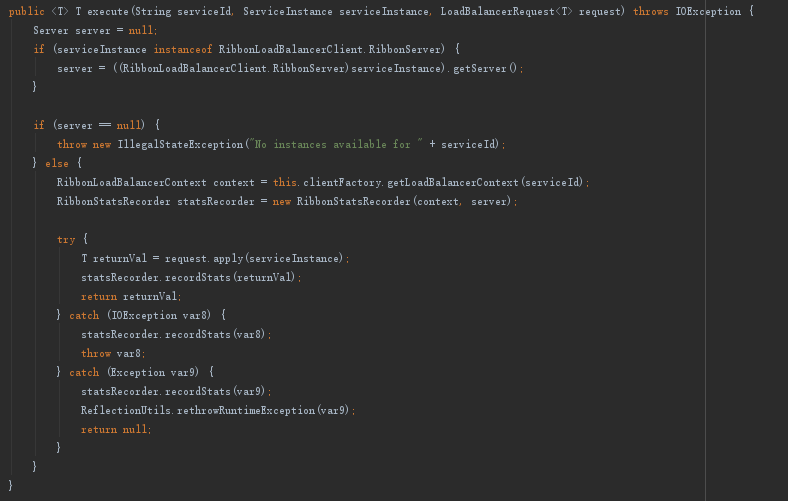 public <T> T execute(String serviceId, ServiceInstance serviceInstance, LoadBalancerRequest<T> request) throws IOException {
    Server server = null;
    if (serviceInstance instanceof RibbonLoadBalancerClient.RibbonServer) {
        server = ((RibbonLoadBalancerClient.RibbonServer)serviceInstance).getServer();
    }

    if (server == null) {
        throw new IllegalStateException("No instances available for " + serviceId);
    } else {
        RibbonLoadBalancerContext context = this.clientFactory.getLoadBalancerContext(serviceId);
        RibbonStatsRecorder statsRecorder = new RibbonStatsRecorder(context, server);

        try {
            T returnVal = request.apply(serviceInstance);
            statsRecorder.recordStats(returnVal);
            return returnVal;
        } catch (IOException var8) {
            statsRecorder.recordStats(var8);
            throw var8;
        } catch (Exception var9) {
            statsRecorder.recordStats(var9);
            ReflectionUtils.rethrowRuntimeException(var9);
            return null;
        }
    }
}